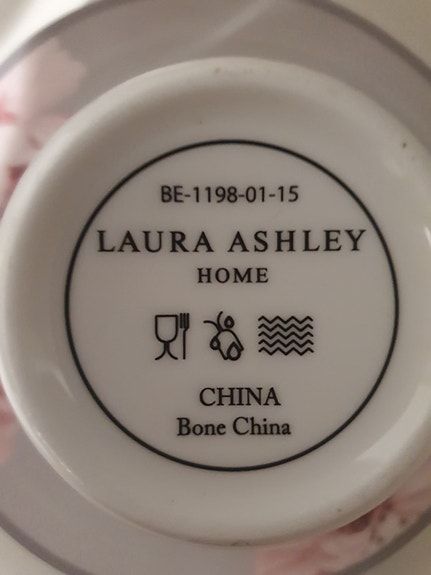 BE-1198-01-15
LAURA ASHLEY
HOME
CHINA
Bone China